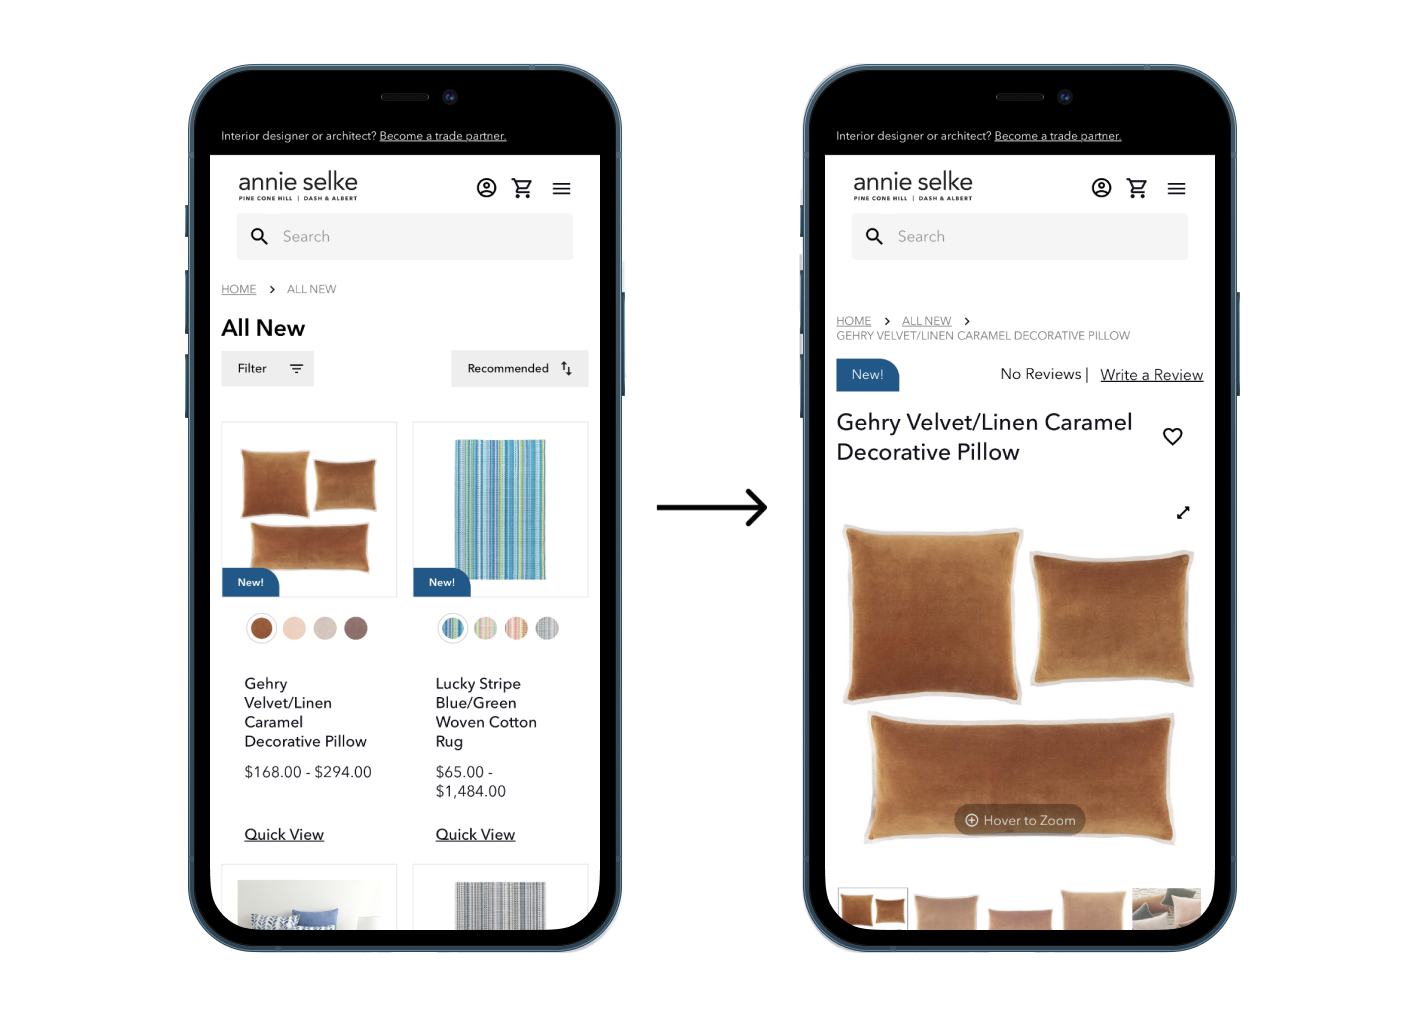 Interior designer or architect? Become a trade partner.
annie selke
PINE CONE HILL | DASH & ALBERT
Search
HOME > ALL NEW
All New
Filter
Recommended
New!
New!
Gehry
Velvet/Linen
Caramel
Decorative Pillow
$168.00 - $294.00
Quick View
Lucky Stripe
Blue/Green
Woven Cotton
Rug
$65.00 -
$1,484.00
Quick View
Interior designer or architect? Become a trade partner.
annie selke
PINE CONE HILL | DASH & ALBERT
Search
HOME > ALL NEW >
GEHRY VELVET/LINEN CARAMEL DECORATIVE PILLOW
New!
No Reviews | Write a Review
Gehry Velvet/Linen Caramel
Decorative Pillow
Hover to Zoom